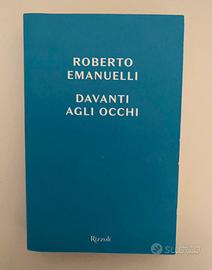 ROBERTO
EMANUELLI
DAVANTI
AGLI OCCHI
Rizzoli
subito